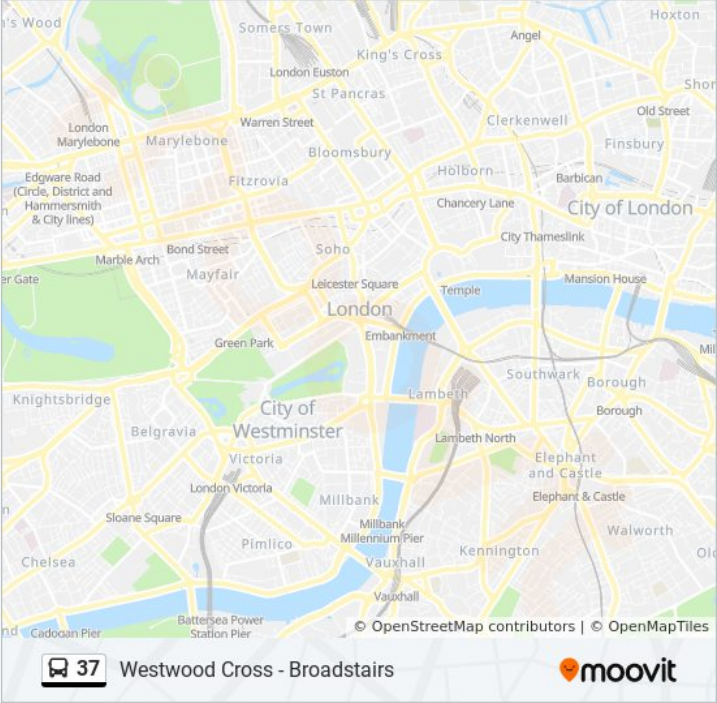 's Wood
Somers Town
Hoxton
Angel
King's Cross
London Euston
St Pancras
Shor
Old Street
Warren Street
Clerkenwell
London
Marylebone
Marylebone
Finsbury
Bloomsbury
Holborn
Barbican
Edgware Road
(Circle, District and
Hammersmith
& City lines)
Fitzrovia
Chancery Lane
City of London
City Thameslink
Soho
Bond Street
Marble Arch
er Gate
Mayfair
Leicester Square
Temple
Mansion House
London
Embankment
Green Park
Mil
Southwark
Borough
Knightsbridge
Lambeth
City of
Westminster
Borough
Belgravia
Lambeth North
Victoria
Elephant
and Castle
London Victoria
Elephant & Castle
Millbank
n
Sloane Square
Millbank
Millennium Pier
Walworth
Pimlico
Kennington
Old
Chelsea
Vauxhall
Vauxhall
Battersea Power
Station Pier
nd
Cadogan Pier
© OpenStreetMap contributors | © OpenMapTiles
37 Westwood Cross - Broadstairs
moovit